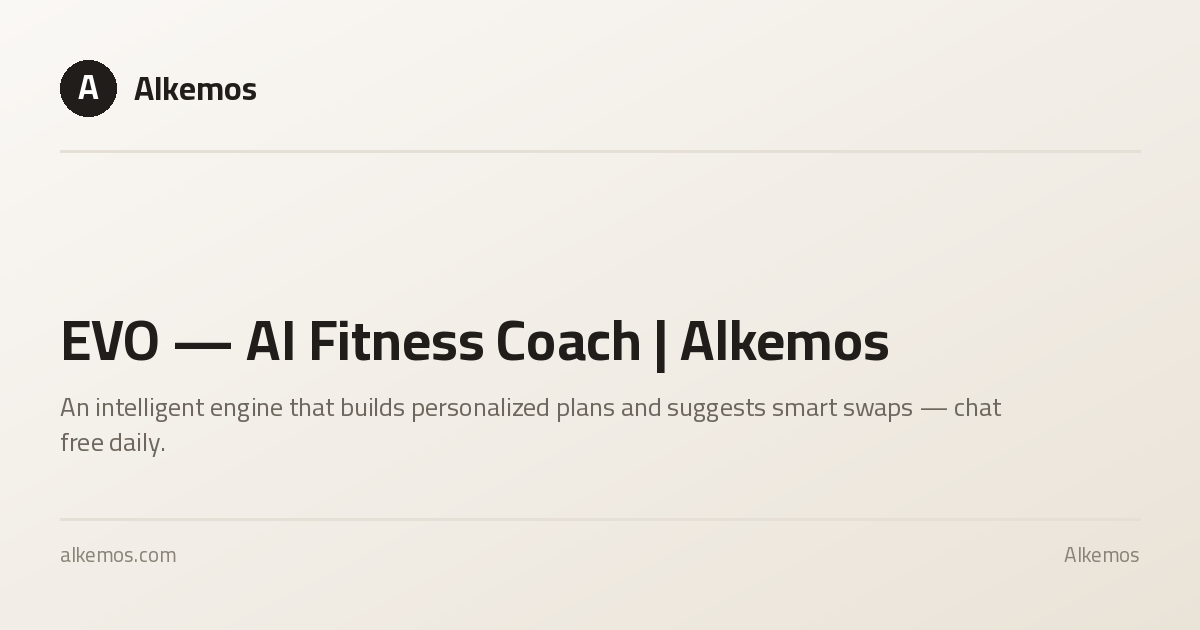 A Alkemos
EVO — AI Fitness Coach | Alkemos
An intelligent engine that builds personalized plans and suggests smart swaps — chat
free daily.
alkemos.com
Alkemos